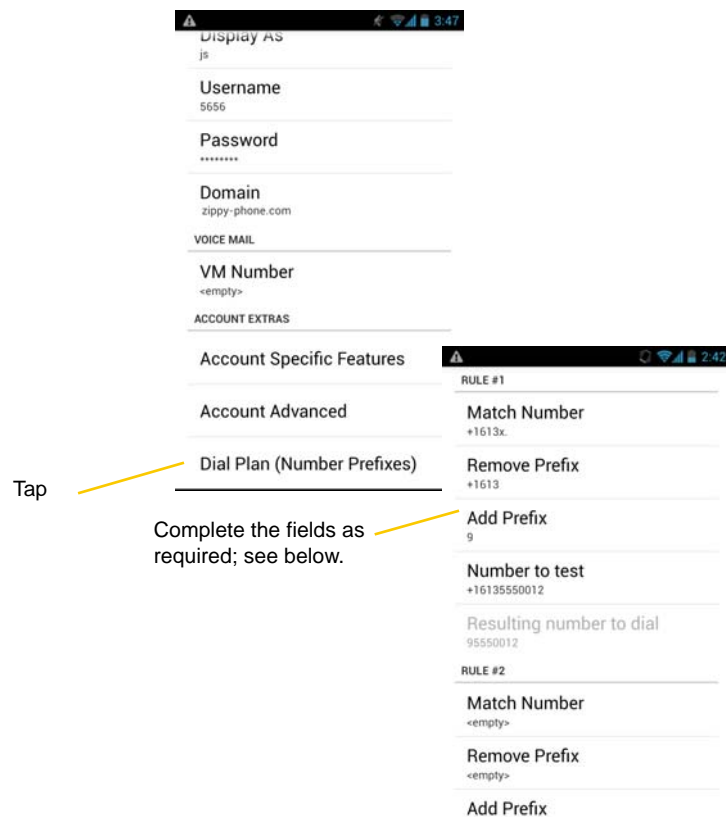 3:47
Display As
js
Username
5656
Password
********
Domain
zippy-phone.com
VOICE MAIL
VM Number
<empty>
ACCOUNT EXTRAS
Account Specific Features
Account Advanced
Dial Plan (Number Prefixes)
Tap
Complete the fields as
required; see below.
2:42
RULE #1
Match Number
+1613x.
Remove Prefix
+1613
Add Prefix
9
Number to test
+16135550012
Resulting number to dial
95550012
RULE #2
Match Number
<empty>
Remove Prefix
<empty>
Add Prefix